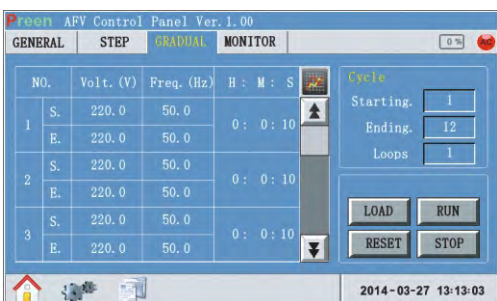 Preen AFV Control Panel Ver. 1.00
GENERAL STEP GRADUAL MONITOR 0 % A/C
NO. Volt. (V) Freq. (Hz) H : M : S
1 S. 220.0 50.0 0 : 0 : 10
E. 220.0 50.0
2 S. 220.0 50.0 0 : 0 : 10
E. 220.0 50.0
3 S. 220.0 50.0 0 : 0 : 10
E. 220.0 50.0
Cycle
Starting. 1
Ending. 12
Loops 1
LOAD RUN
RESET STOP
2014-03-27 13:13:03